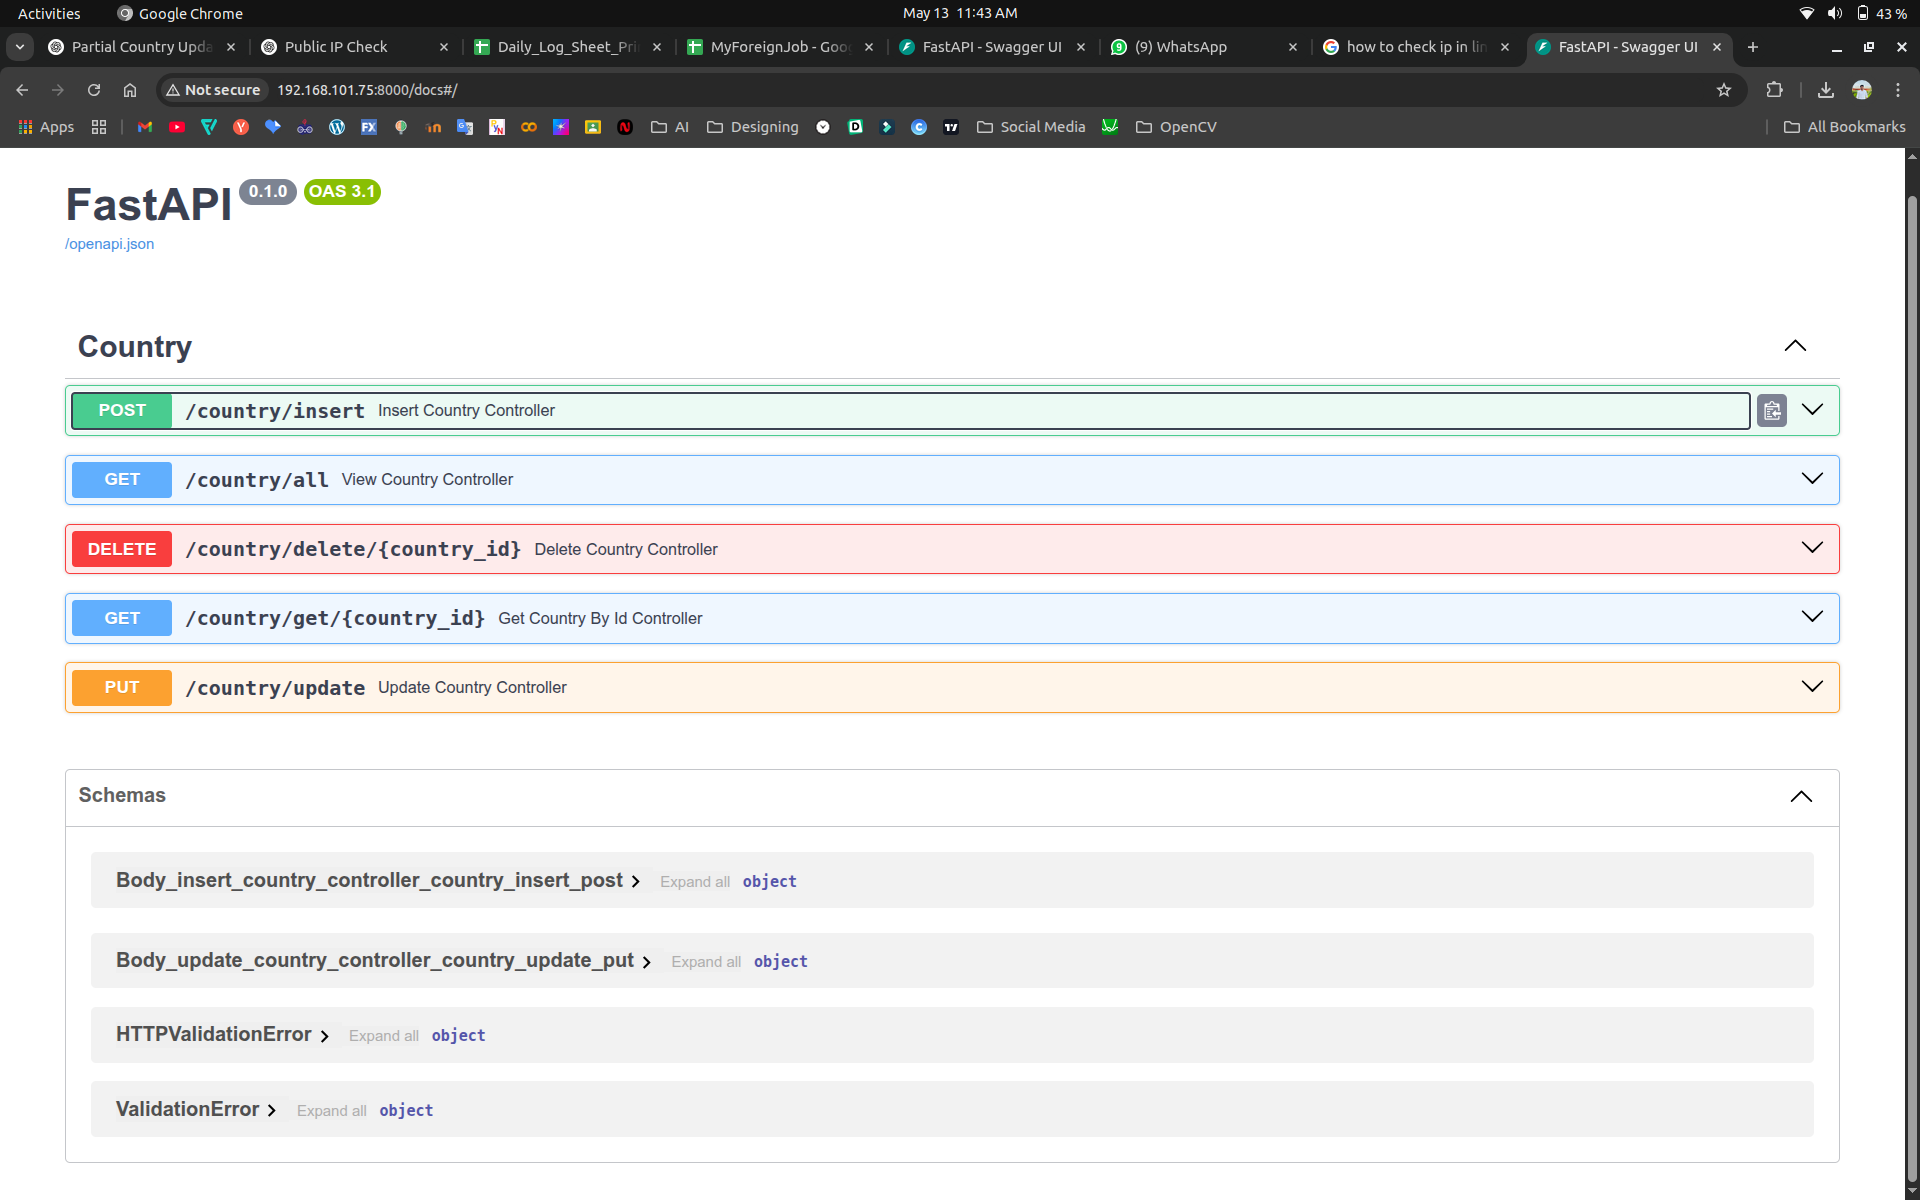 Activities Google Chrome May 13 11:43 AM 43 %
Partial Country Upda Public IP Check Daily_Log_Sheet_Pri MyForeignJob - Goo FastAPI - Swagger UI (9) WhatsApp how to check ip in lin FastAPI - Swagger UI
Not secure 192.168.101.75:8000/docs#/
Apps AI Designing Social Media OpenCV All Bookmarks
FastAPI 0.1.0 OAS 3.1
/openapi.json
Country
POST /country/insert Insert Country Controller
GET /country/all View Country Controller
DELETE /country/delete/{country_id} Delete Country Controller
GET /country/get/{country_id} Get Country By Id Controller
PUT /country/update Update Country Controller
Schemas
Body_insert_country_controller_country_insert_post Expand all object
Body_update_country_controller_country_update_put Expand all object
HTTPValidationError Expand all object
ValidationError Expand all object